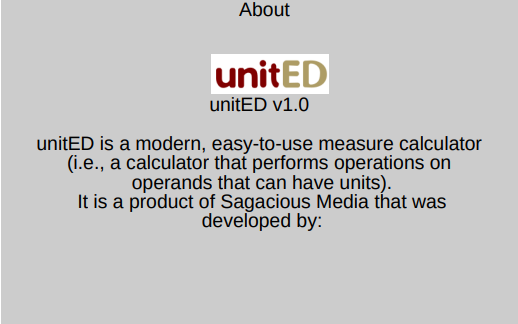 About
unitED
unitED v1.0
unitED is a modern, easy-to-use measure calculator
(i.e., a calculator that performs operations on
operands that can have units).
It is a product of Sagacious Media that was
developed by: